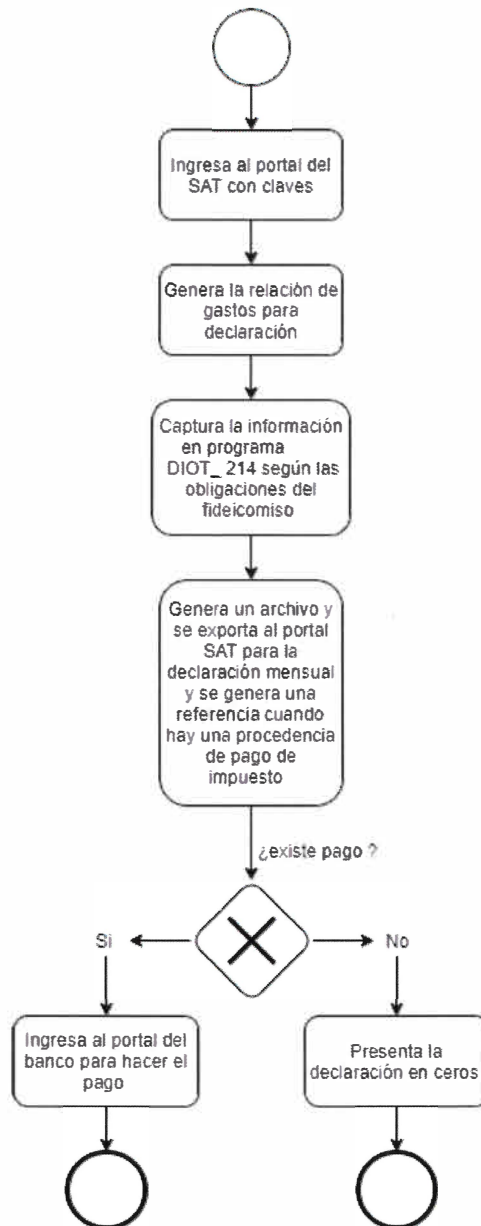 Ingresa al portal del
SAT con claves
Genera la relación de
gastos para
declaración
Captura la información
en programa
DIOT_ 214 según las
obligaciones del
fideicomiso
Genera un archivo y
se exporta al portal
SAT para la
declaración mensual
y se genera una
referencia cuando
hay una procedencia
de pago de
impuesto
¿existe pago ?
Si
No
Ingresa al portal del
banco para hacer el
pago
Presenta la
declaración en ceros